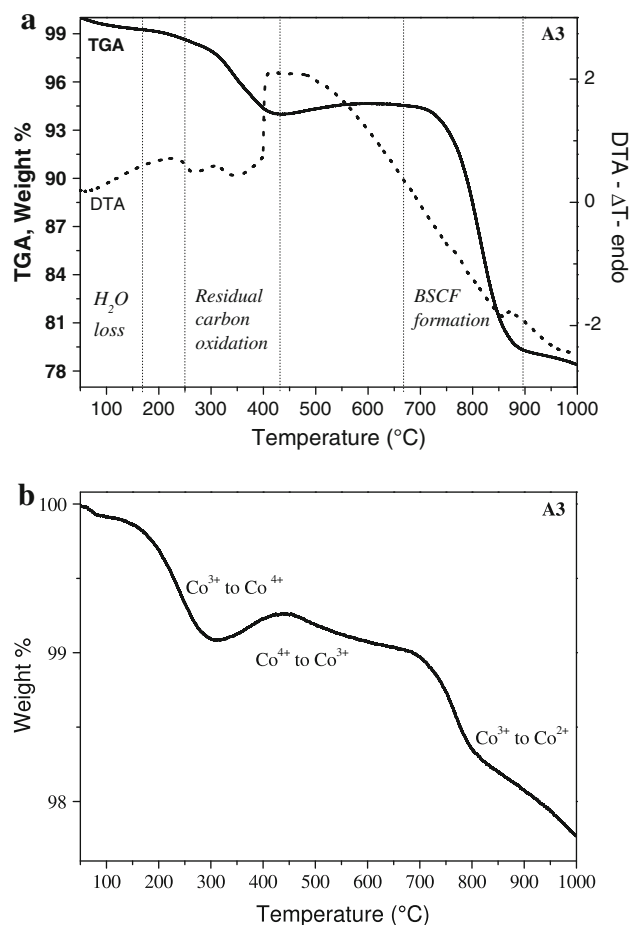 a
A3
TGA
DTA
H2O loss
Residual carbon oxidation
BSCF formation
TGA, Weight %
99
96
93
90
87
84
81
78
DTA - ΔT- endo
2
0
-2
100 200 300 400 500 600 700 800 900 1000
Temperature (°C)
b
A3
Co3+ to Co 4+
Co4+ to Co3+
Co3+ to Co2+
Weight %
100
99
98
100 200 300 400 500 600 700 800 900 1000
Temperature (°C)